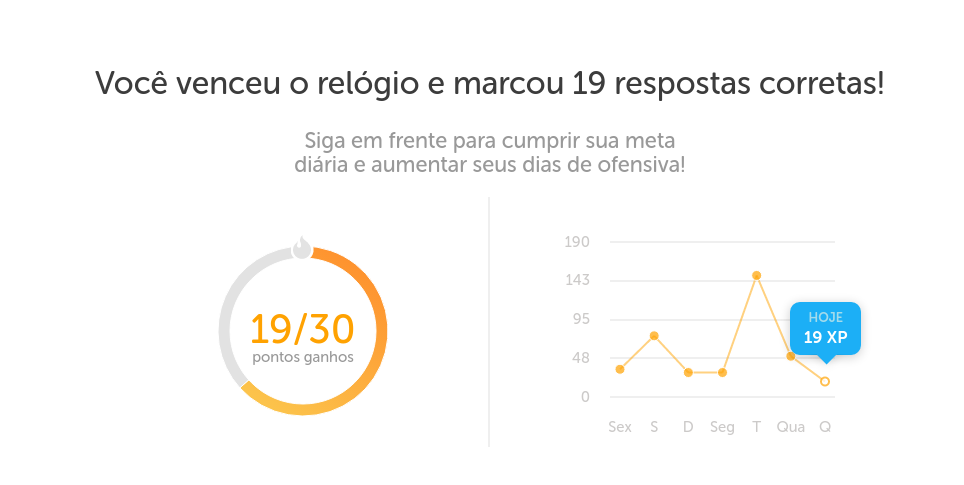 Você venceu o relógio e marcou 19 respostas corretas!
Siga em frente para cumprir sua meta
diária e aumentar seus dias de ofensiva!
19/30
pontos ganhos
190
143
95
48
0
HOJE
19 XP
Sex S D Seg T Qua Q